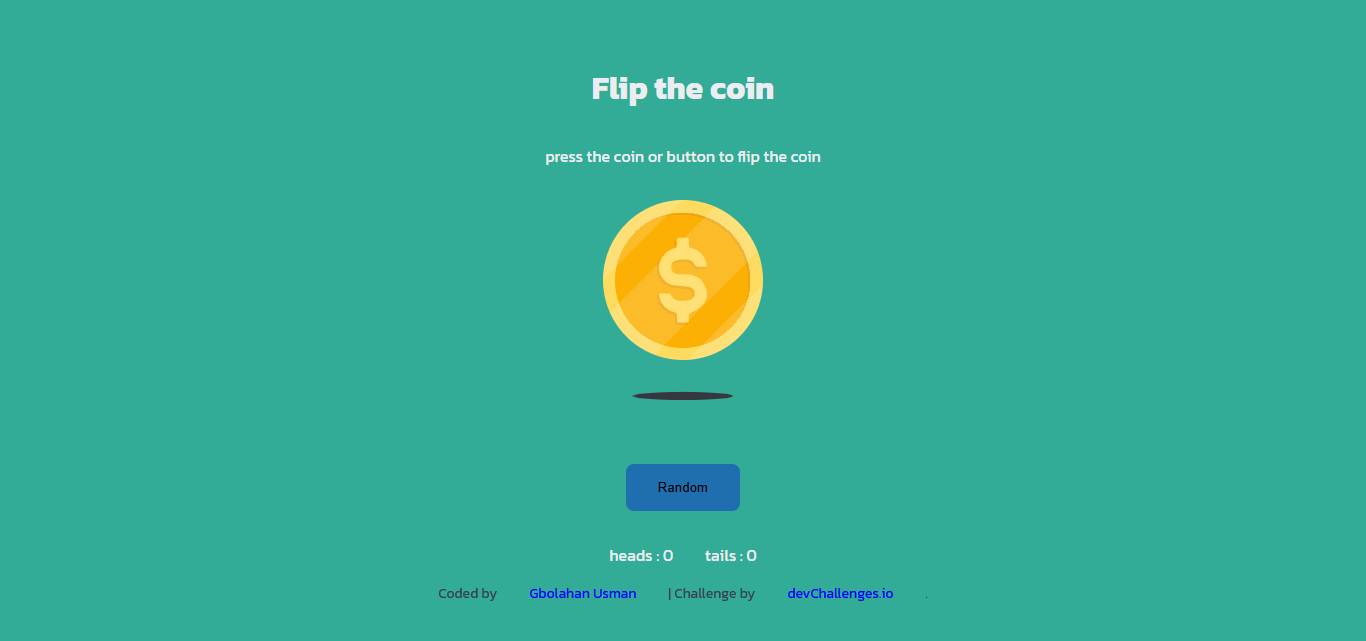 Flip the coin
press the coin or button to flip the coin
$
Random
heads : 0 tails : 0
Coded by Gbolahan Usman | Challenge by devChallenges.io .